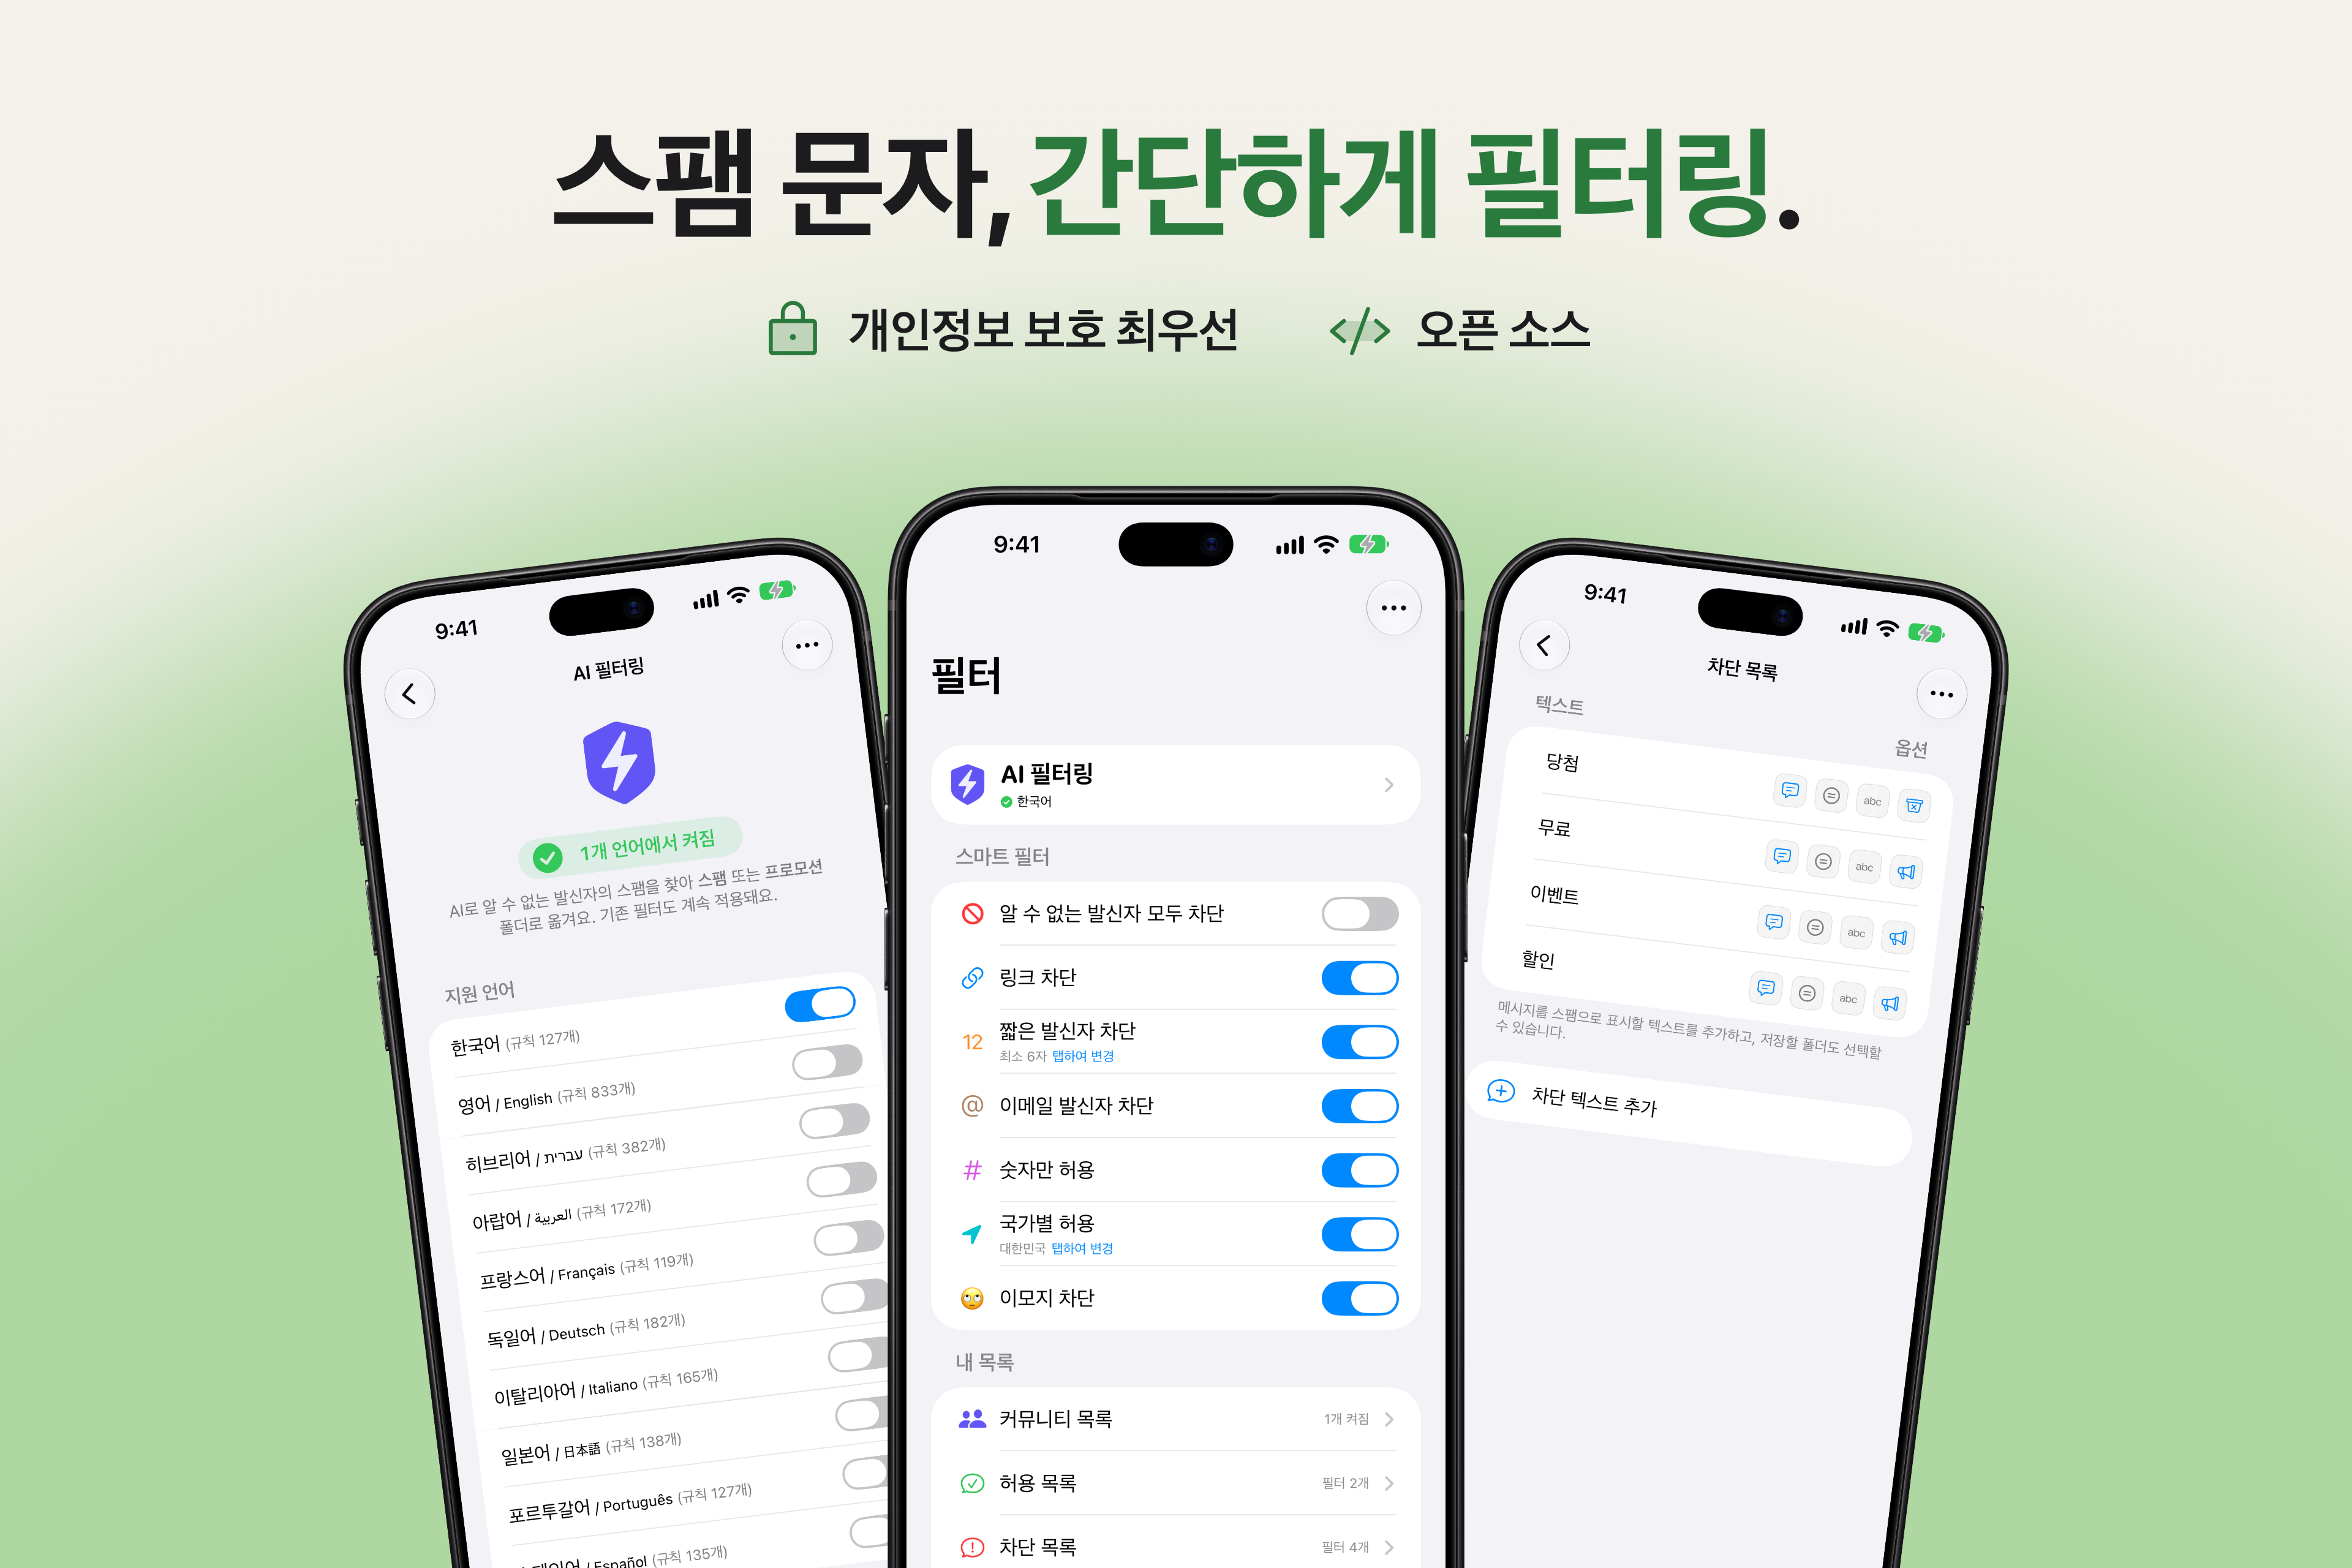 스팸 문자, 간단하게 필터링.
개인정보 보호 최우선
오픈 소스
9:41
AI 필터링
1개 언어에서 켜짐
AI로 알 수 없는 발신자의 스팸을 찾아 스팸 또는 프로모션
폴더로 옮겨요. 기존 필터도 계속 적용돼요.
지원 언어
한국어 (규칙 127개)
영어 / English (규칙 833개)
히브리어 / עברית (규칙 382개)
아랍어 / العربية (규칙 172개)
프랑스어 / Français (규칙 119개)
독일어 / Deutsch (규칙 182개)
이탈리아어 / Italiano (규칙 165개)
일본어 / 日本語 (규칙 138개)
포르투갈어 / Português (규칙 127개)
/ Español (규칙 135개)
9:41
필터
AI 필터링
한국어
스마트 필터
알 수 없는 발신자 모두 차단
링크 차단
12 짧은 발신자 차단
최소 6자 탭하여 변경
@ 이메일 발신자 차단
# 숫자만 허용
국가별 허용
대한민국 탭하여 변경
이모지 차단
내 목록
커뮤니티 목록 1개 켜짐
허용 목록 필터 2개
차단 목록 필터 4개
9:41
차단 목록
텍스트 옵션
당첨 abc
무료 abc
이벤트 abc
할인 abc
메시지를 스팸으로 표시할 텍스트를 추가하고, 저장할 폴더도 선택할
수 있습니다.
차단 텍스트 추가